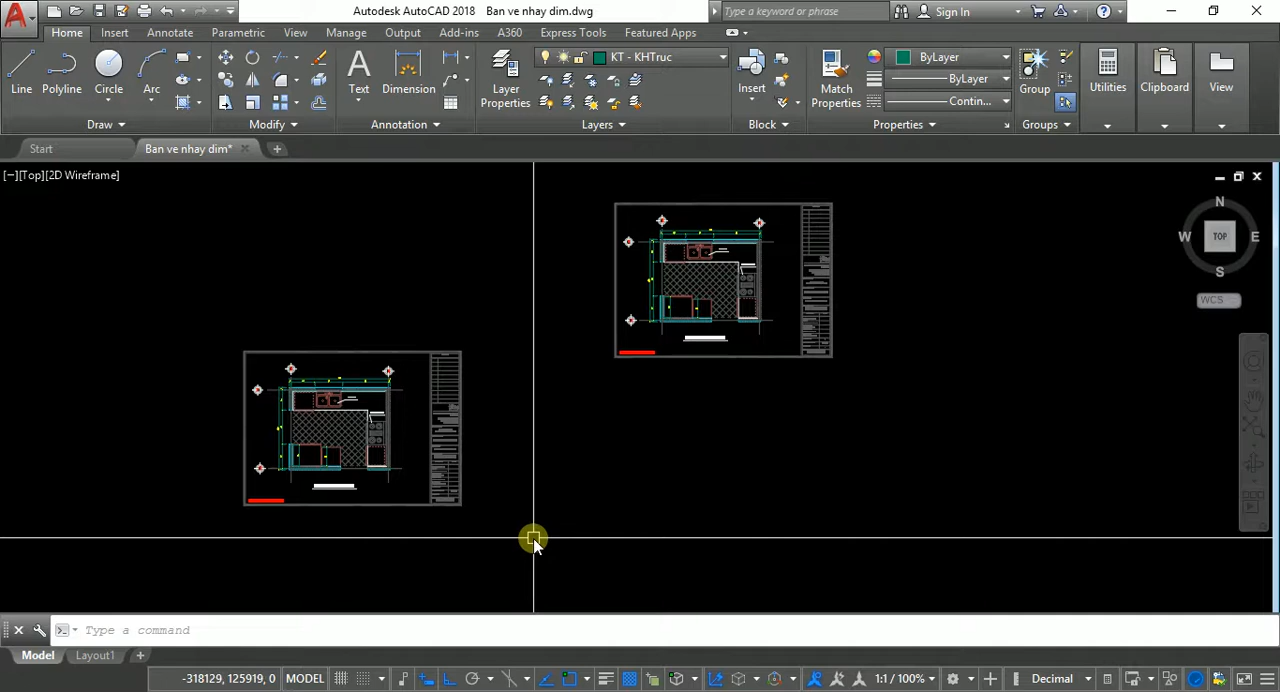 Autodesk AutoCAD 2018 Ban ve nhay dim.dwg
Type a keyword or phrase
Sign In
Home Insert Annotate Parametric View Manage Output Add-ins A360 Express Tools Featured Apps
KT - KHTruc
ByLayer
ByLayer
Contin...
Line Polyline Circle Arc
Text Dimension
Layer Properties
Insert
Match Properties
Group
Utilities
Clipboard
View
Draw Modify Annotation Layers Block Properties Groups
Start Ban ve nhay dim*
[−][Top][2D Wireframe]
N
W TOP E
S
WCS
Type a command
Model Layout1
-318129, 125919, 0 MODEL 1:1 / 100% Decimal